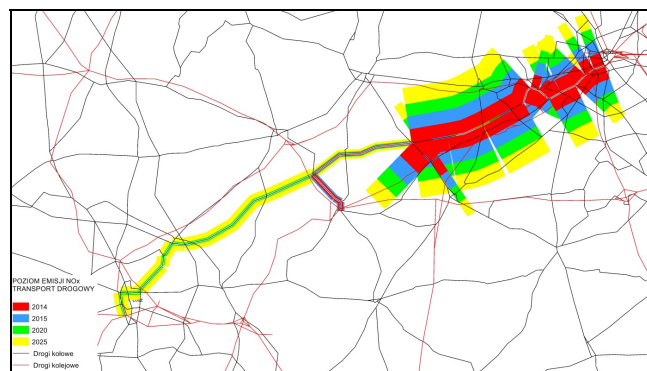 POZIOM EMISJI NOx
TRANSPORT DROGOWY
2014
2015
2020
2025
Drogi kołowe
Drogi kolejowe